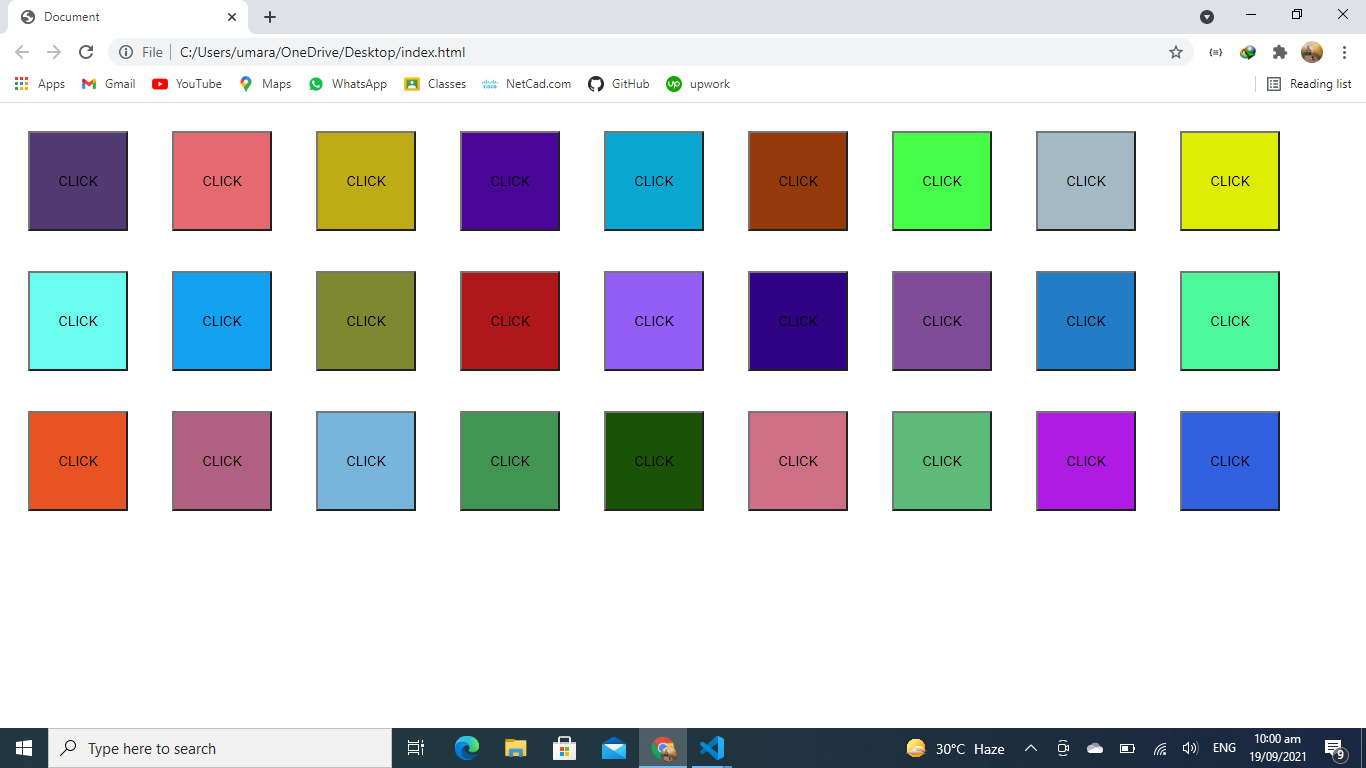 Document
File C:/Users/umara/OneDrive/Desktop/index.html
Apps Gmail YouTube Maps WhatsApp Classes NetCad.com GitHub upwork Reading list
CLICK CLICK CLICK CLICK CLICK CLICK CLICK CLICK CLICK
CLICK CLICK CLICK CLICK CLICK CLICK CLICK CLICK CLICK
CLICK CLICK CLICK CLICK CLICK CLICK CLICK CLICK CLICK
Type here to search 30°C Haze ENG 10:00 am
19/09/2021 9